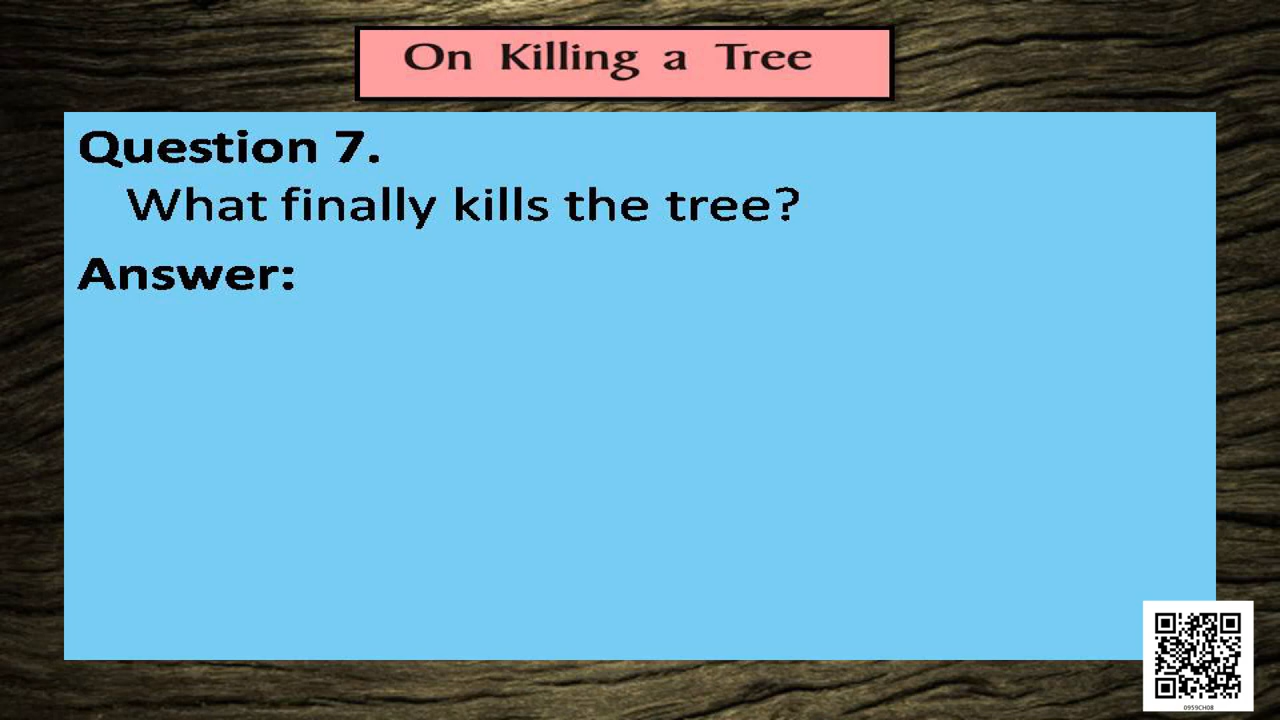 On Killing a Tree
Question 7.
What finally kills the tree?
Answer:
0959CH08